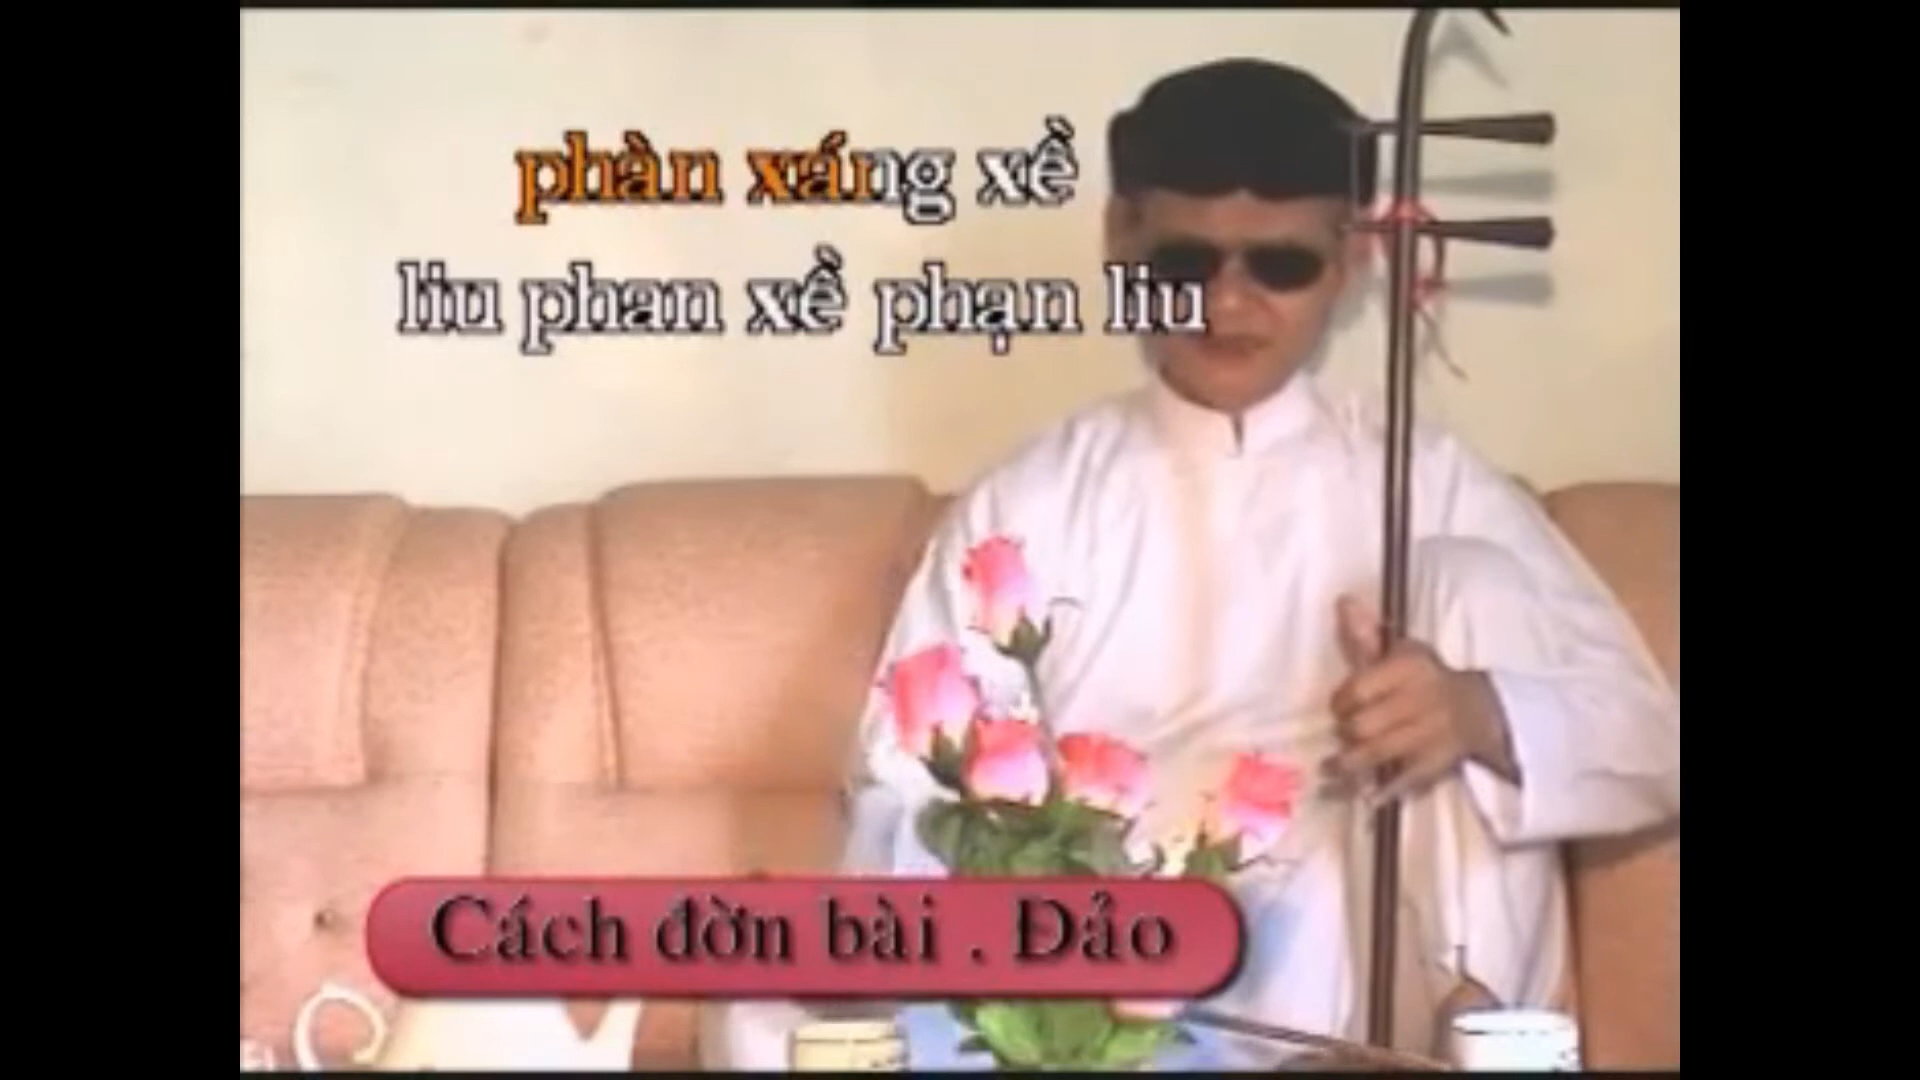 phàn xáng xề
liu phan xề phạn liu
Cách đờn bài . Đảo